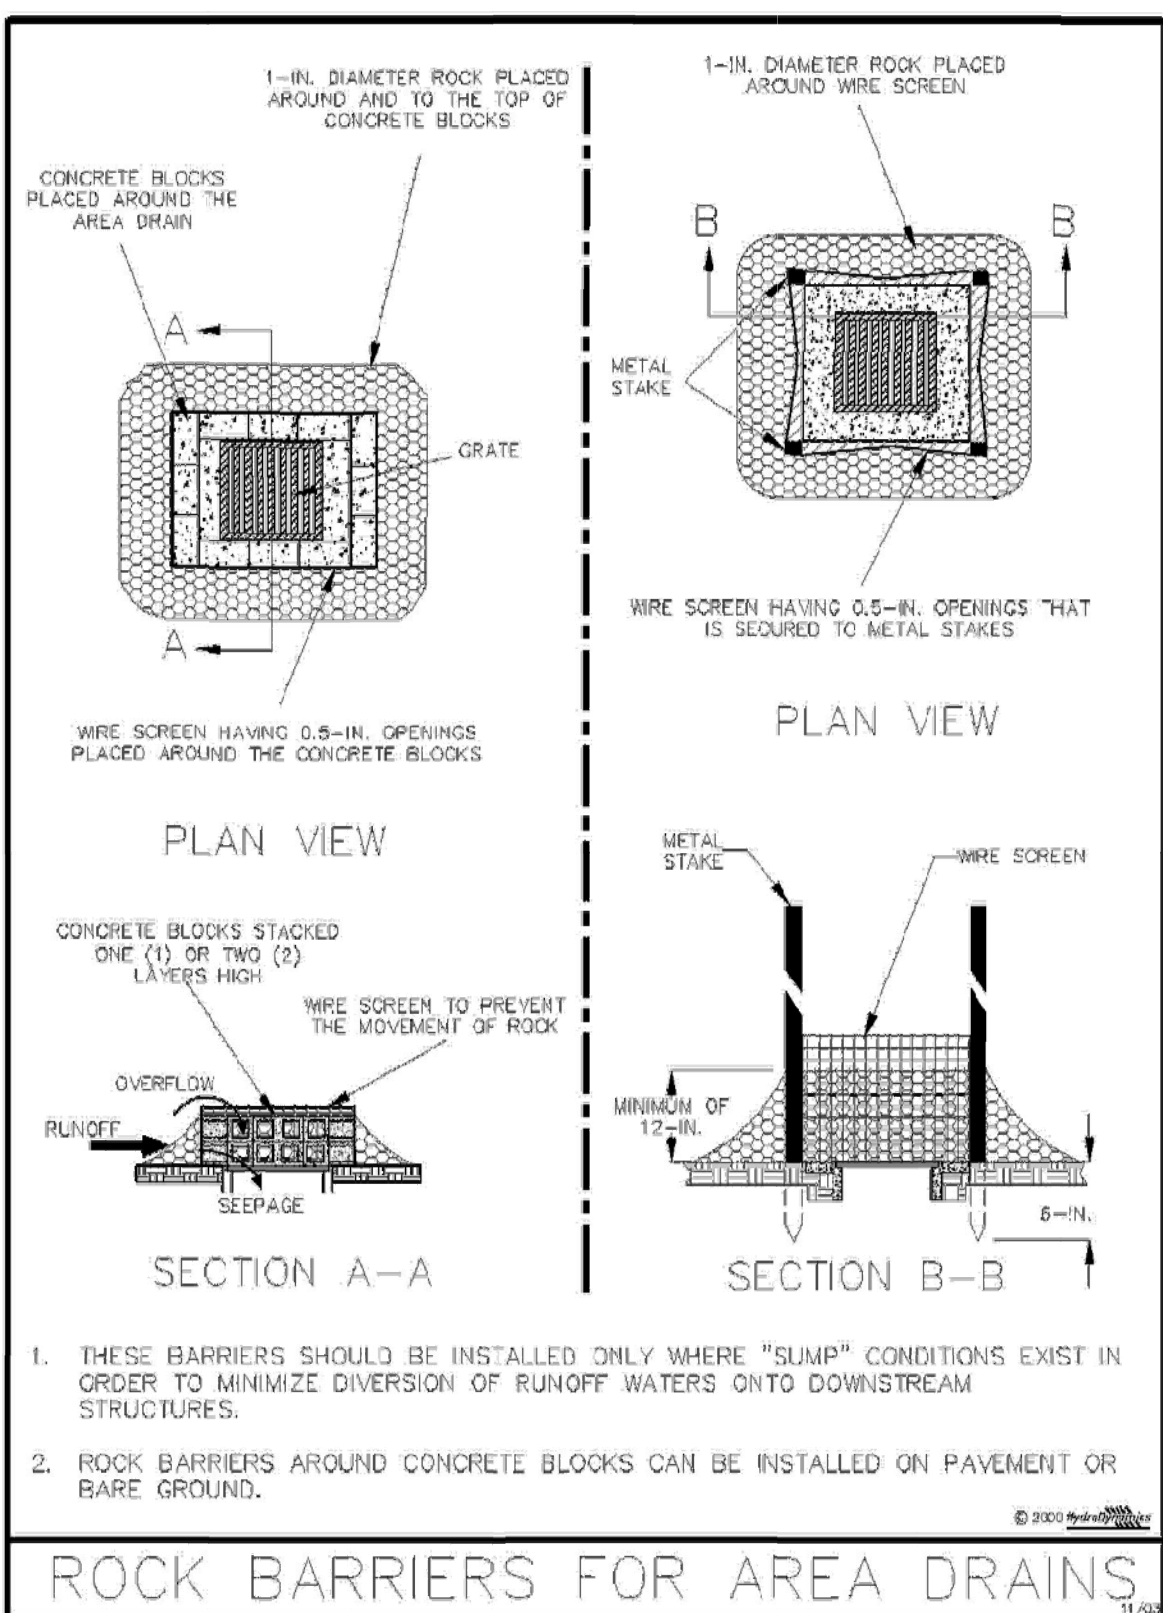 1-IN. DIAMETER ROCK PLACED
AROUND AND TO THE TOP OF
CONCRETE BLOCKS
CONCRETE BLOCKS
PLACED AROUND THE
AREA DRAIN
A
GRATE
A
WIRE SCREEN HAVING 0.5-IN. OPENINGS
PLACED AROUND THE CONCRETE BLOCKS
PLAN VIEW
CONCRETE BLOCKS STACKED
ONE (1) OR TWO (2)
LAYERS HIGH
WIRE SCREEN TO PREVENT
THE MOVEMENT OF ROCK
OVERFLOW
RUNOFF
SEEPAGE
SECTION A-A
1-IN. DIAMETER ROCK PLACED
AROUND WIRE SCREEN
B B
METAL
STAKE
WIRE SCREEN HAVING 0.5-IN. OPENINGS THAT
IS SECURED TO METAL STAKES
PLAN VIEW
METAL
STAKE
WIRE SCREEN
MINIMUM OF
12-IN.
6-IN.
SECTION B-B
1. THESE BARRIERS SHOULD BE INSTALLED ONLY WHERE "SUMP" CONDITIONS EXIST IN
ORDER TO MINIMIZE DIVERSION OF RUNOFF WATERS ONTO DOWNSTREAM
STRUCTURES.
2. ROCK BARRIERS AROUND CONCRETE BLOCKS CAN BE INSTALLED ON PAVEMENT OR
BARE GROUND.
© 2000 HydroDynamics
ROCK BARRIERS FOR AREA DRAINS
11/03